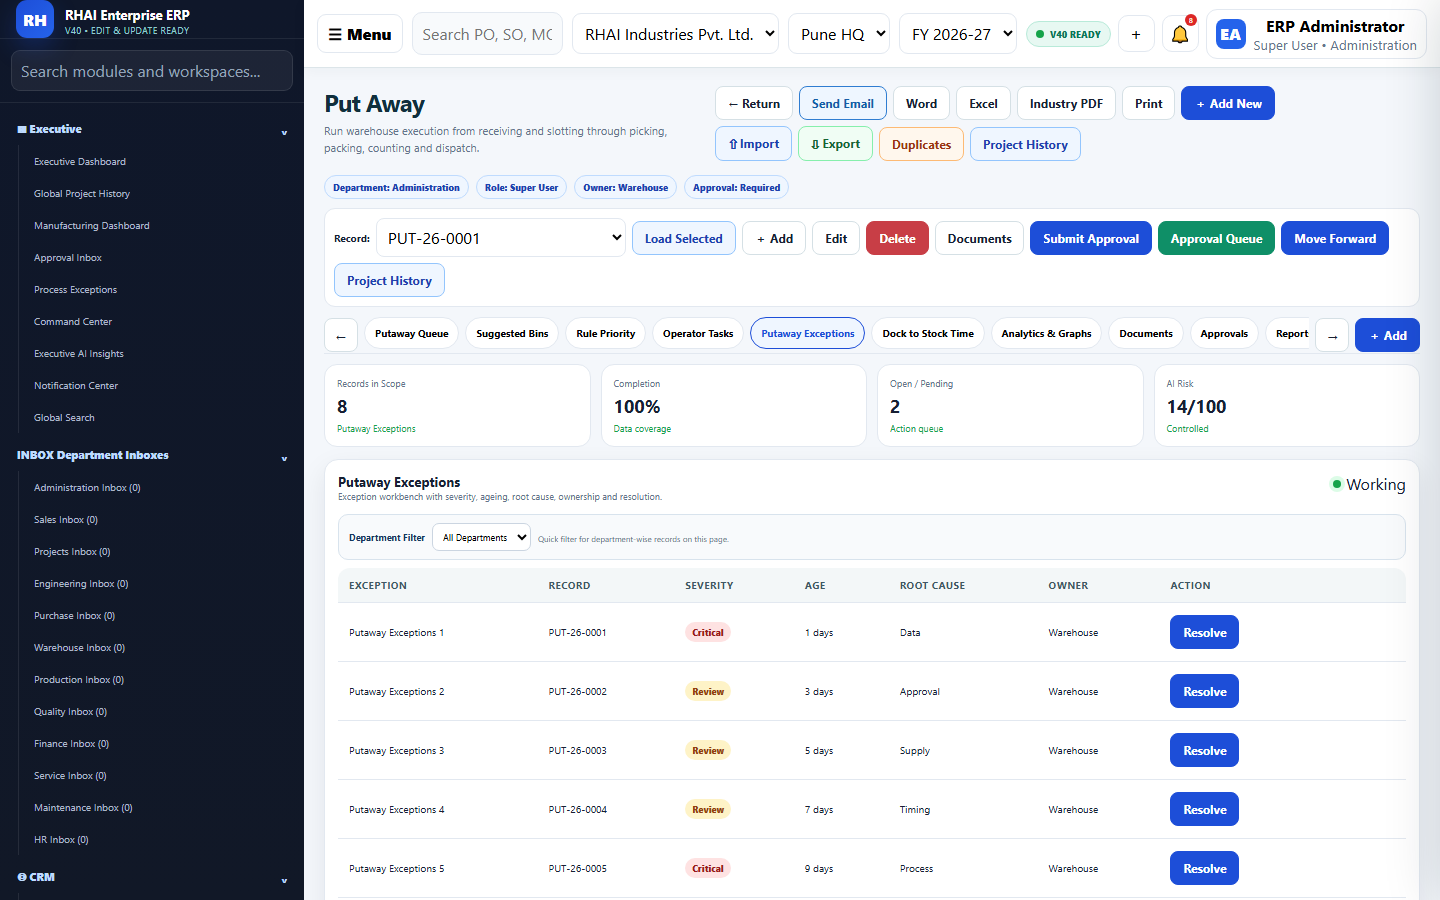 RH
RHAI Enterprise ERP
V40 • EDIT & UPDATE READY
Search modules and workspaces...
Executive
Executive Dashboard
Global Project History
Manufacturing Dashboard
Approval Inbox
Process Exceptions
Command Center
Executive AI Insights
Notification Center
Global Search
INBOX Department Inboxes
Administration Inbox (0)
Sales Inbox (0)
Projects Inbox (0)
Engineering Inbox (0)
Purchase Inbox (0)
Warehouse Inbox (0)
Production Inbox (0)
Quality Inbox (0)
Finance Inbox (0)
Service Inbox (0)
Maintenance Inbox (0)
HR Inbox (0)
CRM
☰ Menu
Search PO, SO, MO
RHAI Industries Pvt. Ltd.
Pune HQ
FY 2026-27
V40 READY
+
8
EA
ERP Administrator
Super User • Administration
Put Away
Run warehouse execution from receiving and slotting through picking,
packing, counting and dispatch.
← Return
Send Email
Word
Excel
Industry PDF
Print
+ Add New
⇧ Import
⇩ Export
Duplicates
Project History
Department: Administration
Role: Super User
Owner: Warehouse
Approval: Required
Record:
PUT-26-0001
Load Selected
+ Add
Edit
Delete
Documents
Submit Approval
Approval Queue
Move Forward
Project History
←
Putaway Queue
Suggested Bins
Rule Priority
Operator Tasks
Putaway Exceptions
Dock to Stock Time
Analytics & Graphs
Documents
Approvals
Report
→
+ Add
Records in Scope
8
Putaway Exceptions
Completion
100%
Data coverage
Open / Pending
2
Action queue
AI Risk
14/100
Controlled
Putaway Exceptions
Exception workbench with severity, ageing, root cause, ownership and resolution.
Working
Department Filter
All Departments
Quick filter for department-wise records on this page.
EXCEPTION RECORD SEVERITY AGE ROOT CAUSE OWNER ACTION
Putaway Exceptions 1 PUT-26-0001 Critical 1 days Data Warehouse Resolve
Putaway Exceptions 2 PUT-26-0002 Review 3 days Approval Warehouse Resolve
Putaway Exceptions 3 PUT-26-0003 Review 5 days Supply Warehouse Resolve
Putaway Exceptions 4 PUT-26-0004 Review 7 days Timing Warehouse Resolve
Putaway Exceptions 5 PUT-26-0005 Critical 9 days Process Warehouse Resolve